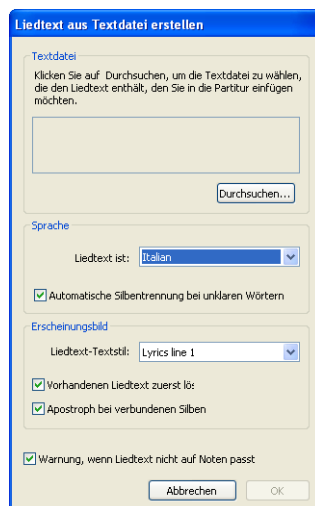 Liedtext aus Textdatei erstellen
Textdatei
Klicken Sie auf Durchsuchen, um die Textdatei zu wählen,
die den Liedtext enthält, den Sie in die Partitur einfügen
möchten.
Durchsuchen...
Sprache
Liedtext ist: Italian
Automatische Silbentrennung bei unklaren Wörtern
Erscheinungsbild
Liedtext-Textstil: Lyrics line 1
Vorhandenen Liedtext zuerst lös
Apostroph bei verbundenen Silben
Warnung, wenn Liedtext nicht auf Noten passt
Abbrechen OK